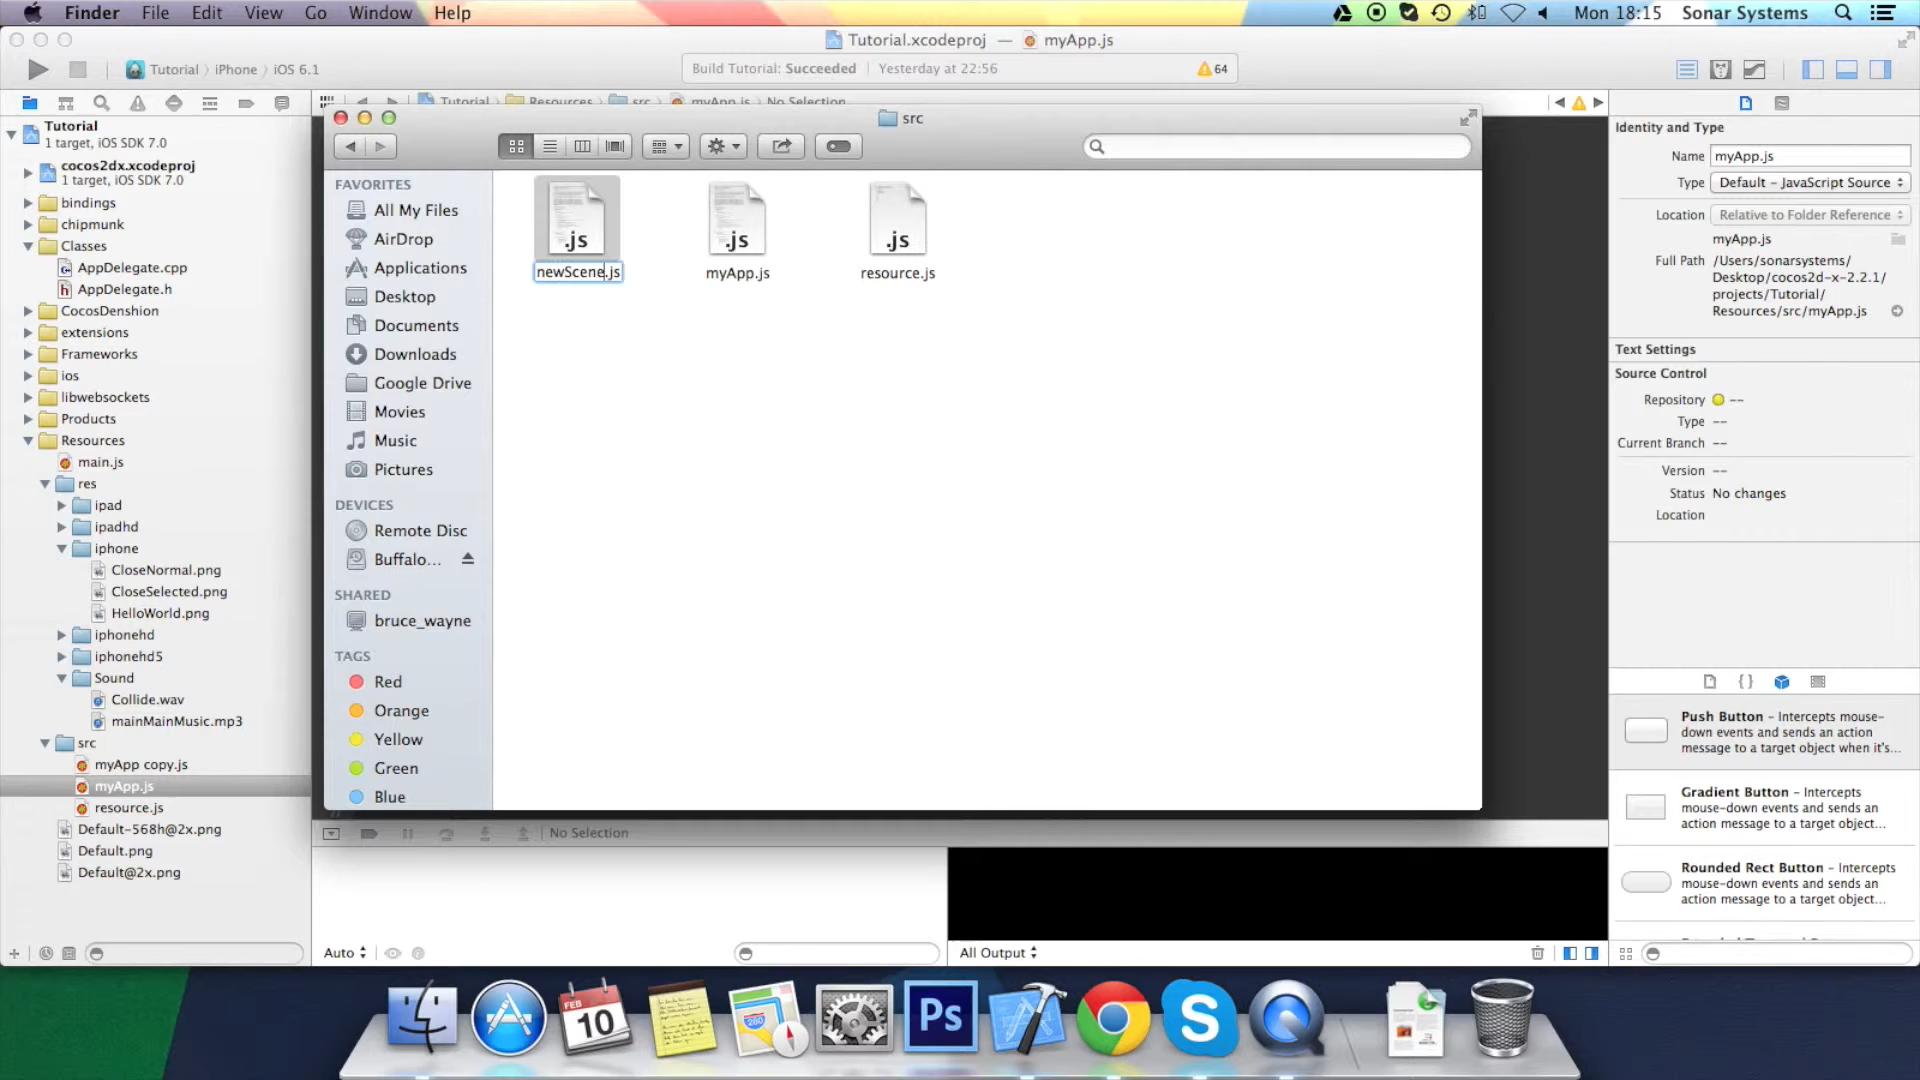 Finder File Edit View Go Window Help
Mon 18:15 Sonar Systems
Tutorial.xcodeproj — myApp.js
Tutorial iPhone iOS 6.1
Build Tutorial: Succeeded Yesterday at 22:56 64
Tutorial Resources src myApp.js No Selection
src
Tutorial
1 target, iOS SDK 7.0
cocos2dx.xcodeproj
1 target, iOS SDK 7.0
bindings
chipmunk
Classes
AppDelegate.cpp
AppDelegate.h
CocosDenshion
extensions
Frameworks
ios
libwebsockets
Products
Resources
main.js
res
ipad
ipadhd
iphone
CloseNormal.png
CloseSelected.png
HelloWorld.png
iphonehd
iphonehd5
Sound
Collide.wav
mainMainMusic.mp3
src
myApp copy.js
myApp.js
resource.js
Default-568h@2x.png
Default.png
Default@2x.png
FAVORITES
All My Files
AirDrop
Applications
Desktop
Documents
Downloads
Google Drive
Movies
Music
Pictures
DEVICES
Remote Disc
Buffalo...
SHARED
bruce_wayne
TAGS
Red
Orange
Yellow
Green
Blue
.js .js .js
newScene.js myApp.js resource.js
No Selection
Auto
All Output
Identity and Type
Name myApp.js
Type Default - JavaScript Source
Location Relative to Folder Reference
myApp.js
Full Path /Users/sonarsystems/
Desktop/cocos2d-x-2.2.1/
projects/Tutorial/
Resources/src/myApp.js
Text Settings
Source Control
Repository --
Type --
Current Branch --
Version --
Status No changes
Location
Push Button - Intercepts mouse-
down events and sends an action
message to a target object when it's...
Gradient Button - Intercepts
mouse-down events and sends an
action message to a target object...
Rounded Rect Button - Intercepts
mouse-down events and sends an
action message to a target object...
FEB
10
280
Ps